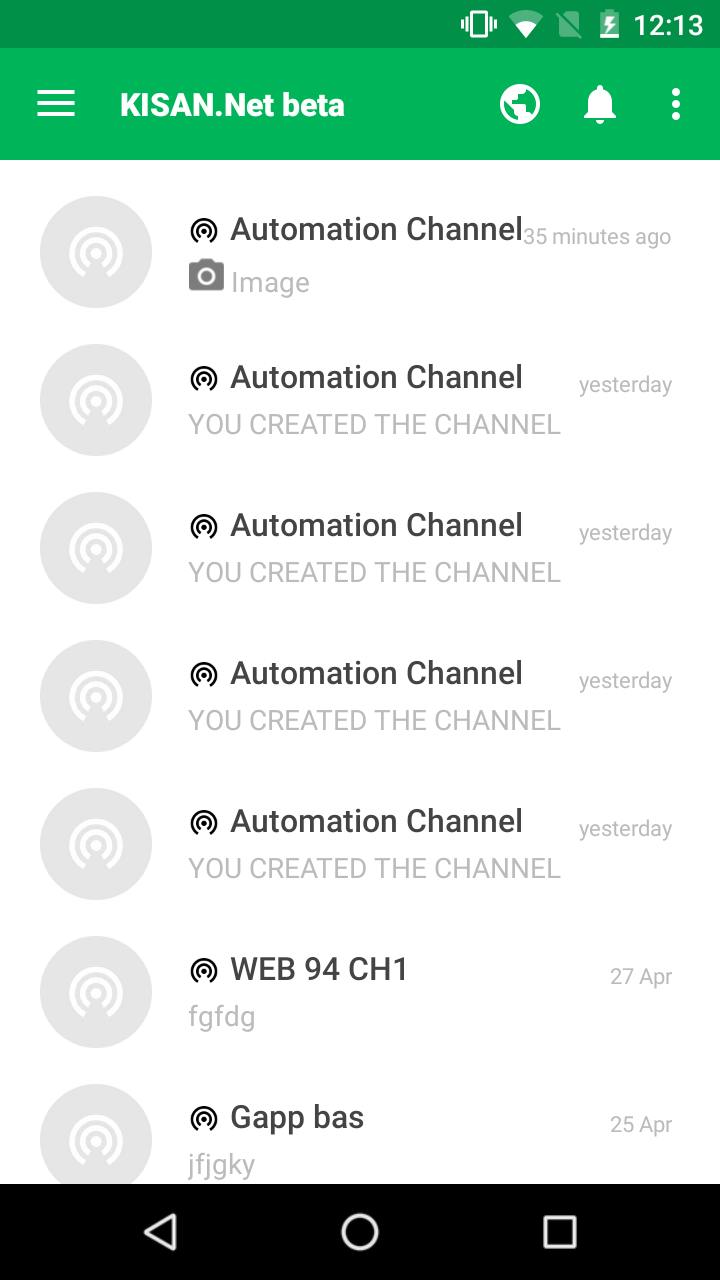 12:13
KISAN.Net beta
Automation Channel 35 minutes ago
Image
Automation Channel yesterday
YOU CREATED THE CHANNEL
Automation Channel yesterday
YOU CREATED THE CHANNEL
Automation Channel yesterday
YOU CREATED THE CHANNEL
Automation Channel yesterday
YOU CREATED THE CHANNEL
WEB 94 CH1 27 Apr
fgfdg
Gapp bas 25 Apr
jfjgky